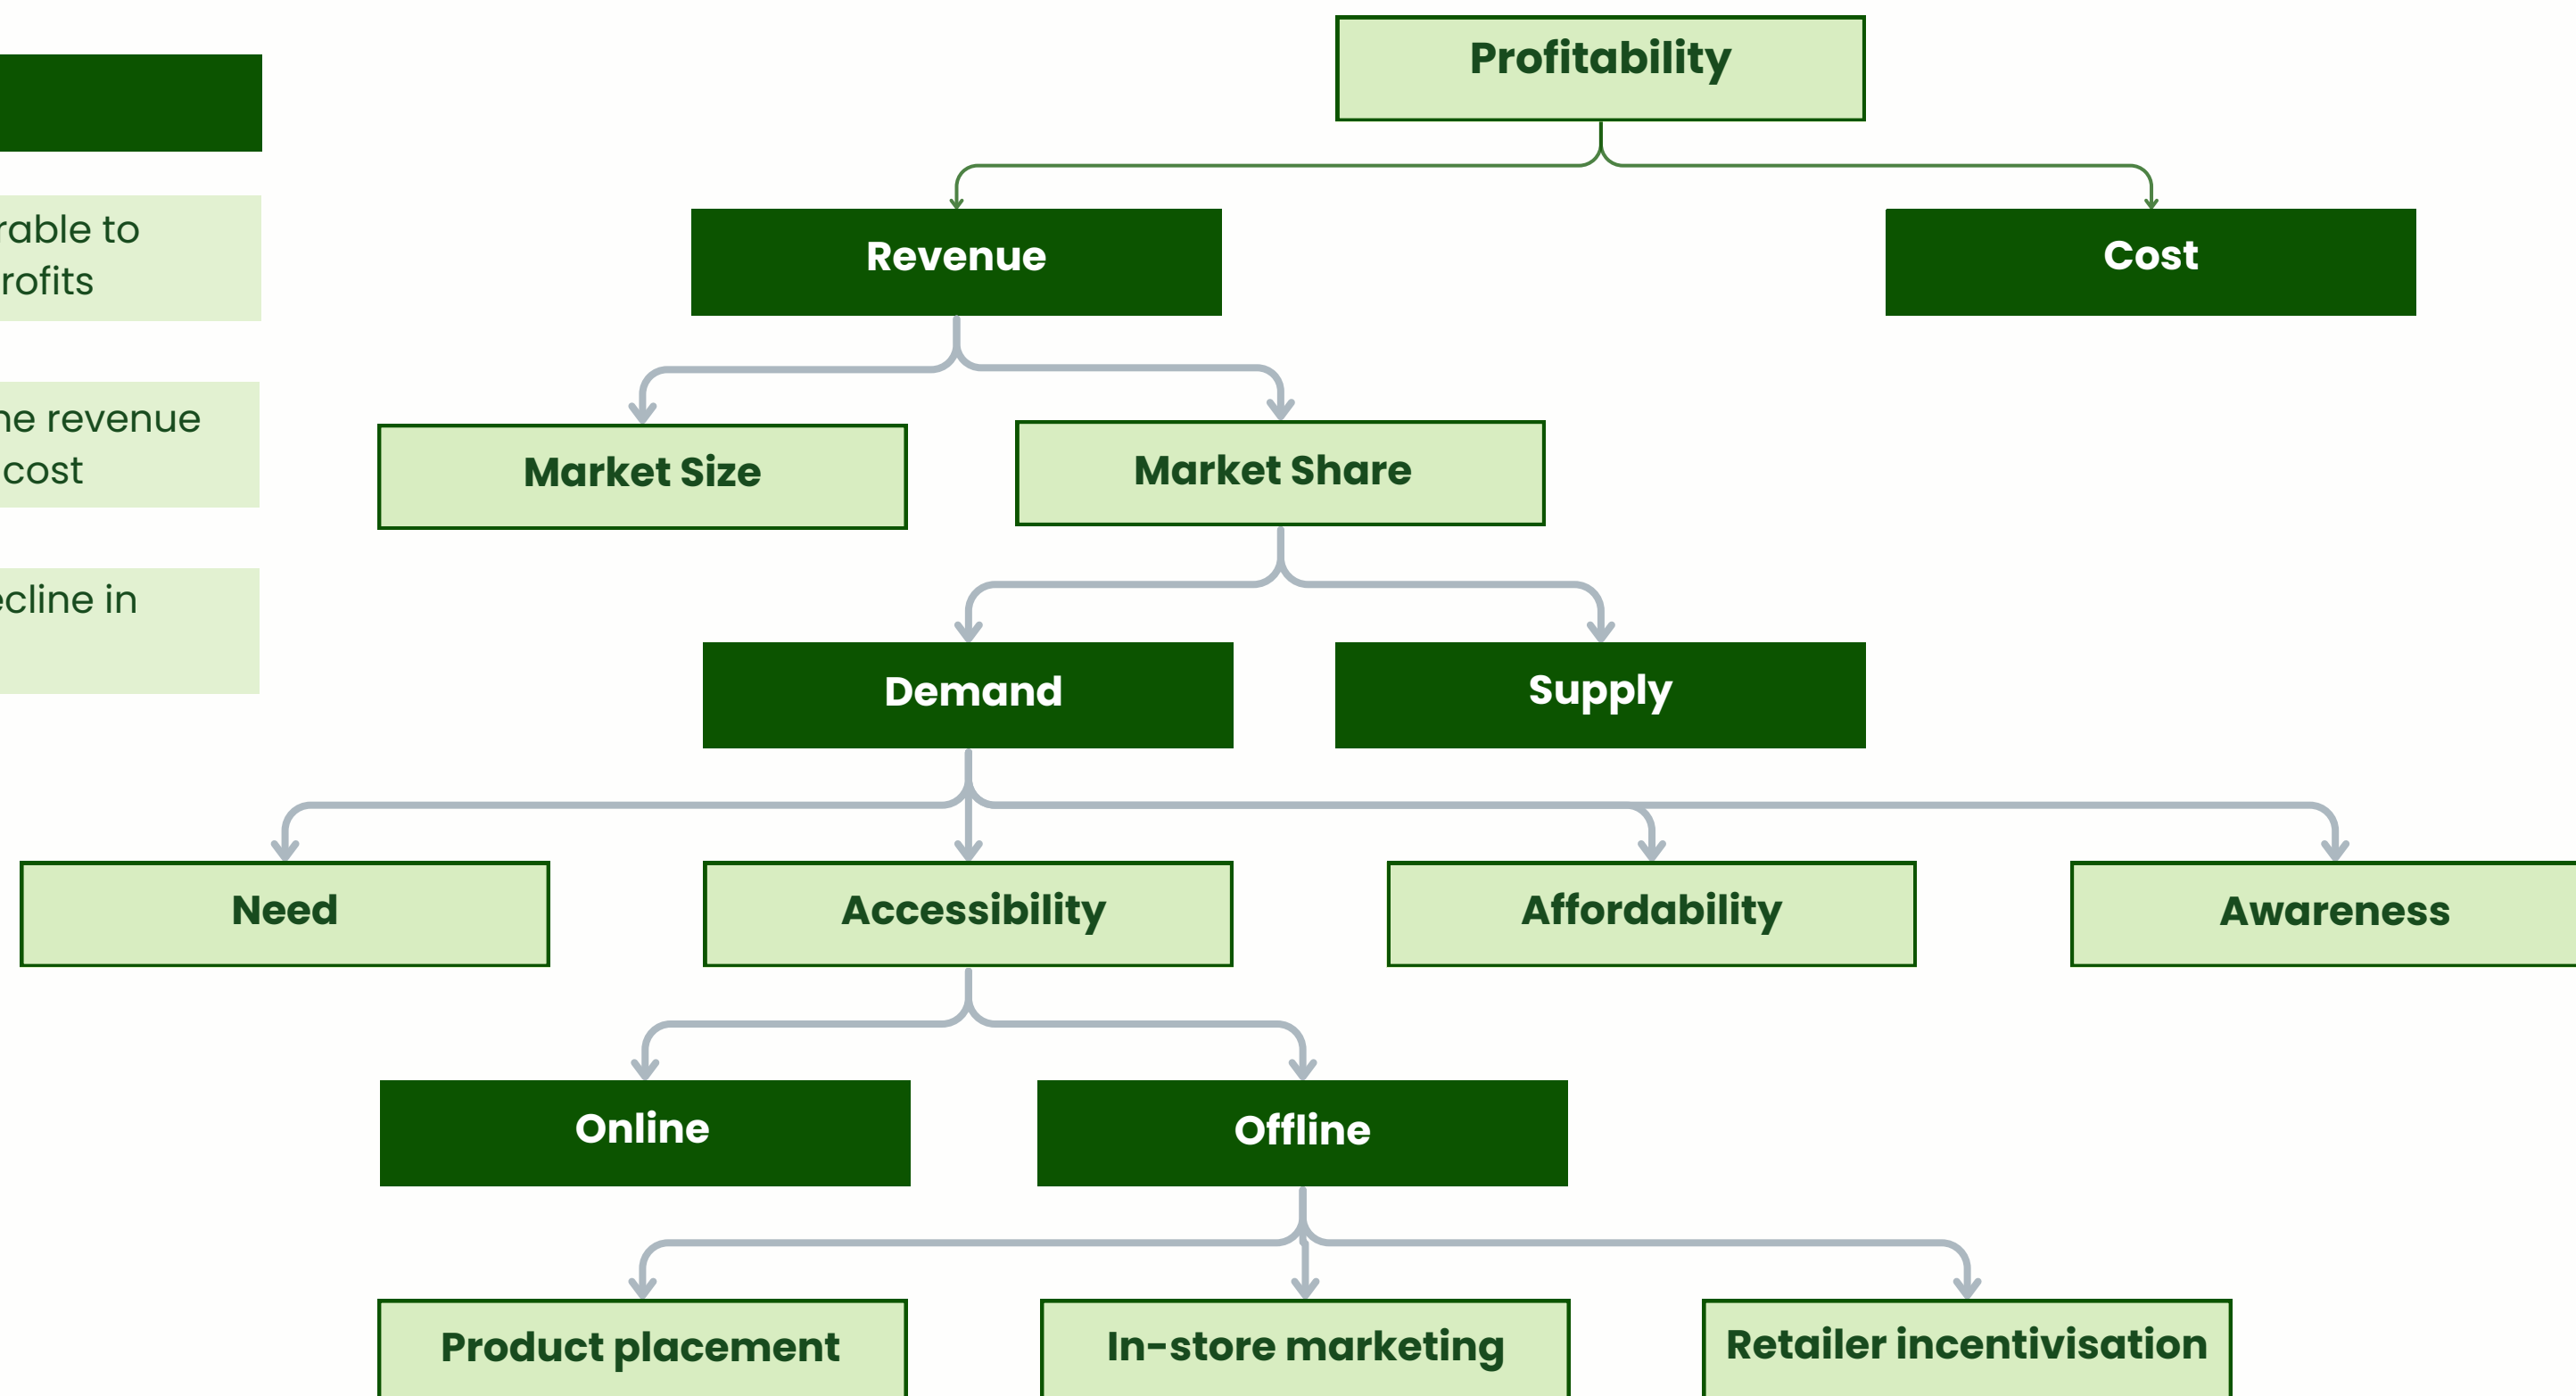 rable to
rofits
ne revenue
cost
ecline in
Profitability
Revenue
Cost
Market Size
Market Share
Demand
Supply
Need
Accessibility
Affordability
Awareness
Online
Offline
Product placement
In-store marketing
Retailer incentivisation